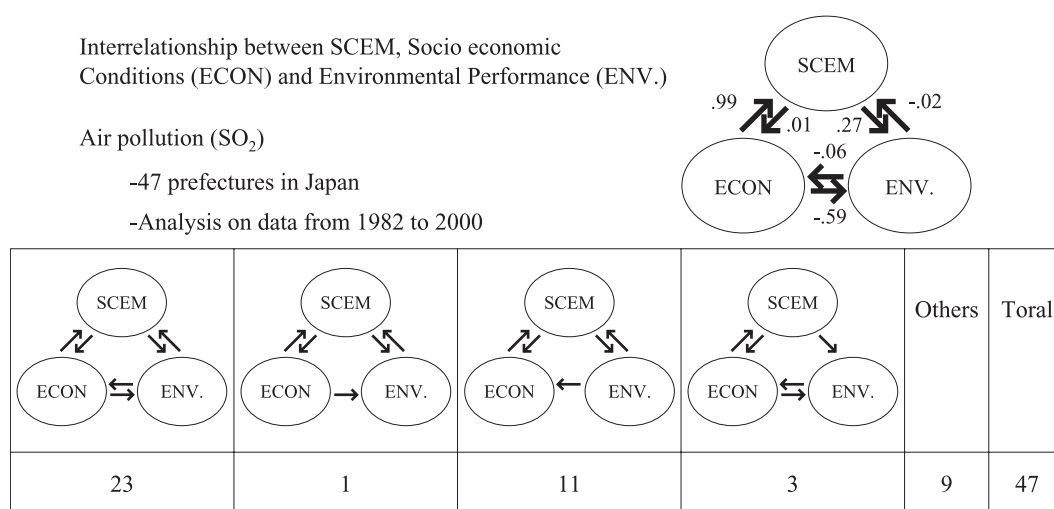 Interrelationship between SCEM, Socio economic
Conditions (ECON) and Environmental Performance (ENV.)
Air pollution (SO₂)
-47 prefectures in Japan
-Analysis on data from 1982 to 2000
SCEM
.99
-.02
.01
.27
-.06
ECON
ENV.
-.59
SCEM
ECON
ENV.
SCEM
ECON
ENV.
SCEM
ECON
ENV.
SCEM
ECON
ENV.
Others
Toral
23
1
11
3
9
47